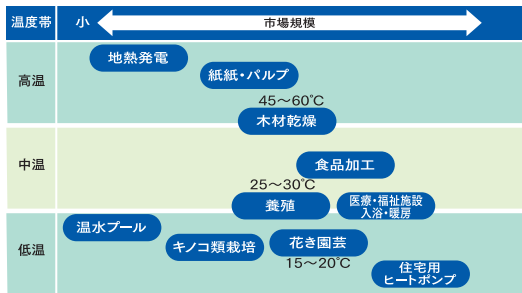 温度帯 小 市場規模
高温
地熱発電
紙紙・パルプ
45〜60℃
木材乾燥
中温
食品加工
25〜30℃
養殖
医療・福祉施設
入浴・暖房
低温
温水プール
キノコ類栽培
花き園芸
15〜20℃
住宅用
ヒートポンプ